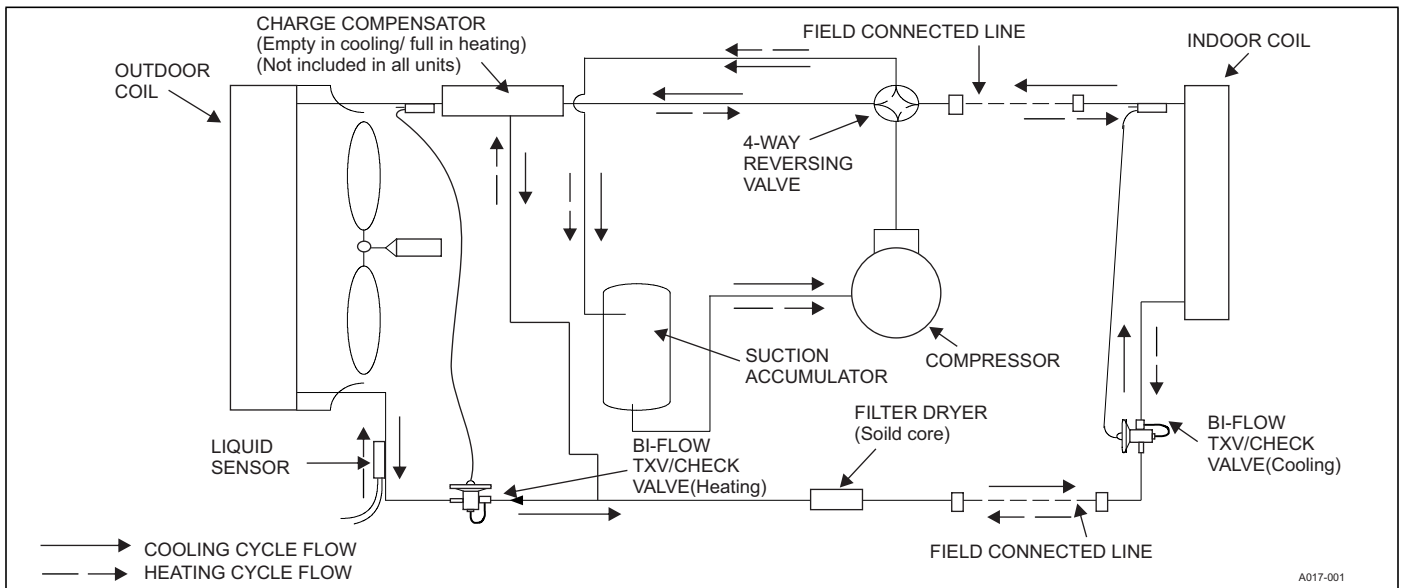 CHARGE COMPENSATOR
(Empty in cooling/ full in heating)
(Not included in all units)
OUTDOOR
COIL
FIELD CONNECTED LINE
INDOOR COIL
4-WAY
REVERSING
VALVE
SUCTION
ACCUMULATOR
COMPRESSOR
LIQUID
SENSOR
BI-FLOW
TXV/CHECK
VALVE(Heating)
FILTER DRYER
(Soild core)
BI-FLOW
TXV/CHECK
VALVE(Cooling)
FIELD CONNECTED LINE
COOLING CYCLE FLOW
HEATING CYCLE FLOW
A017-001